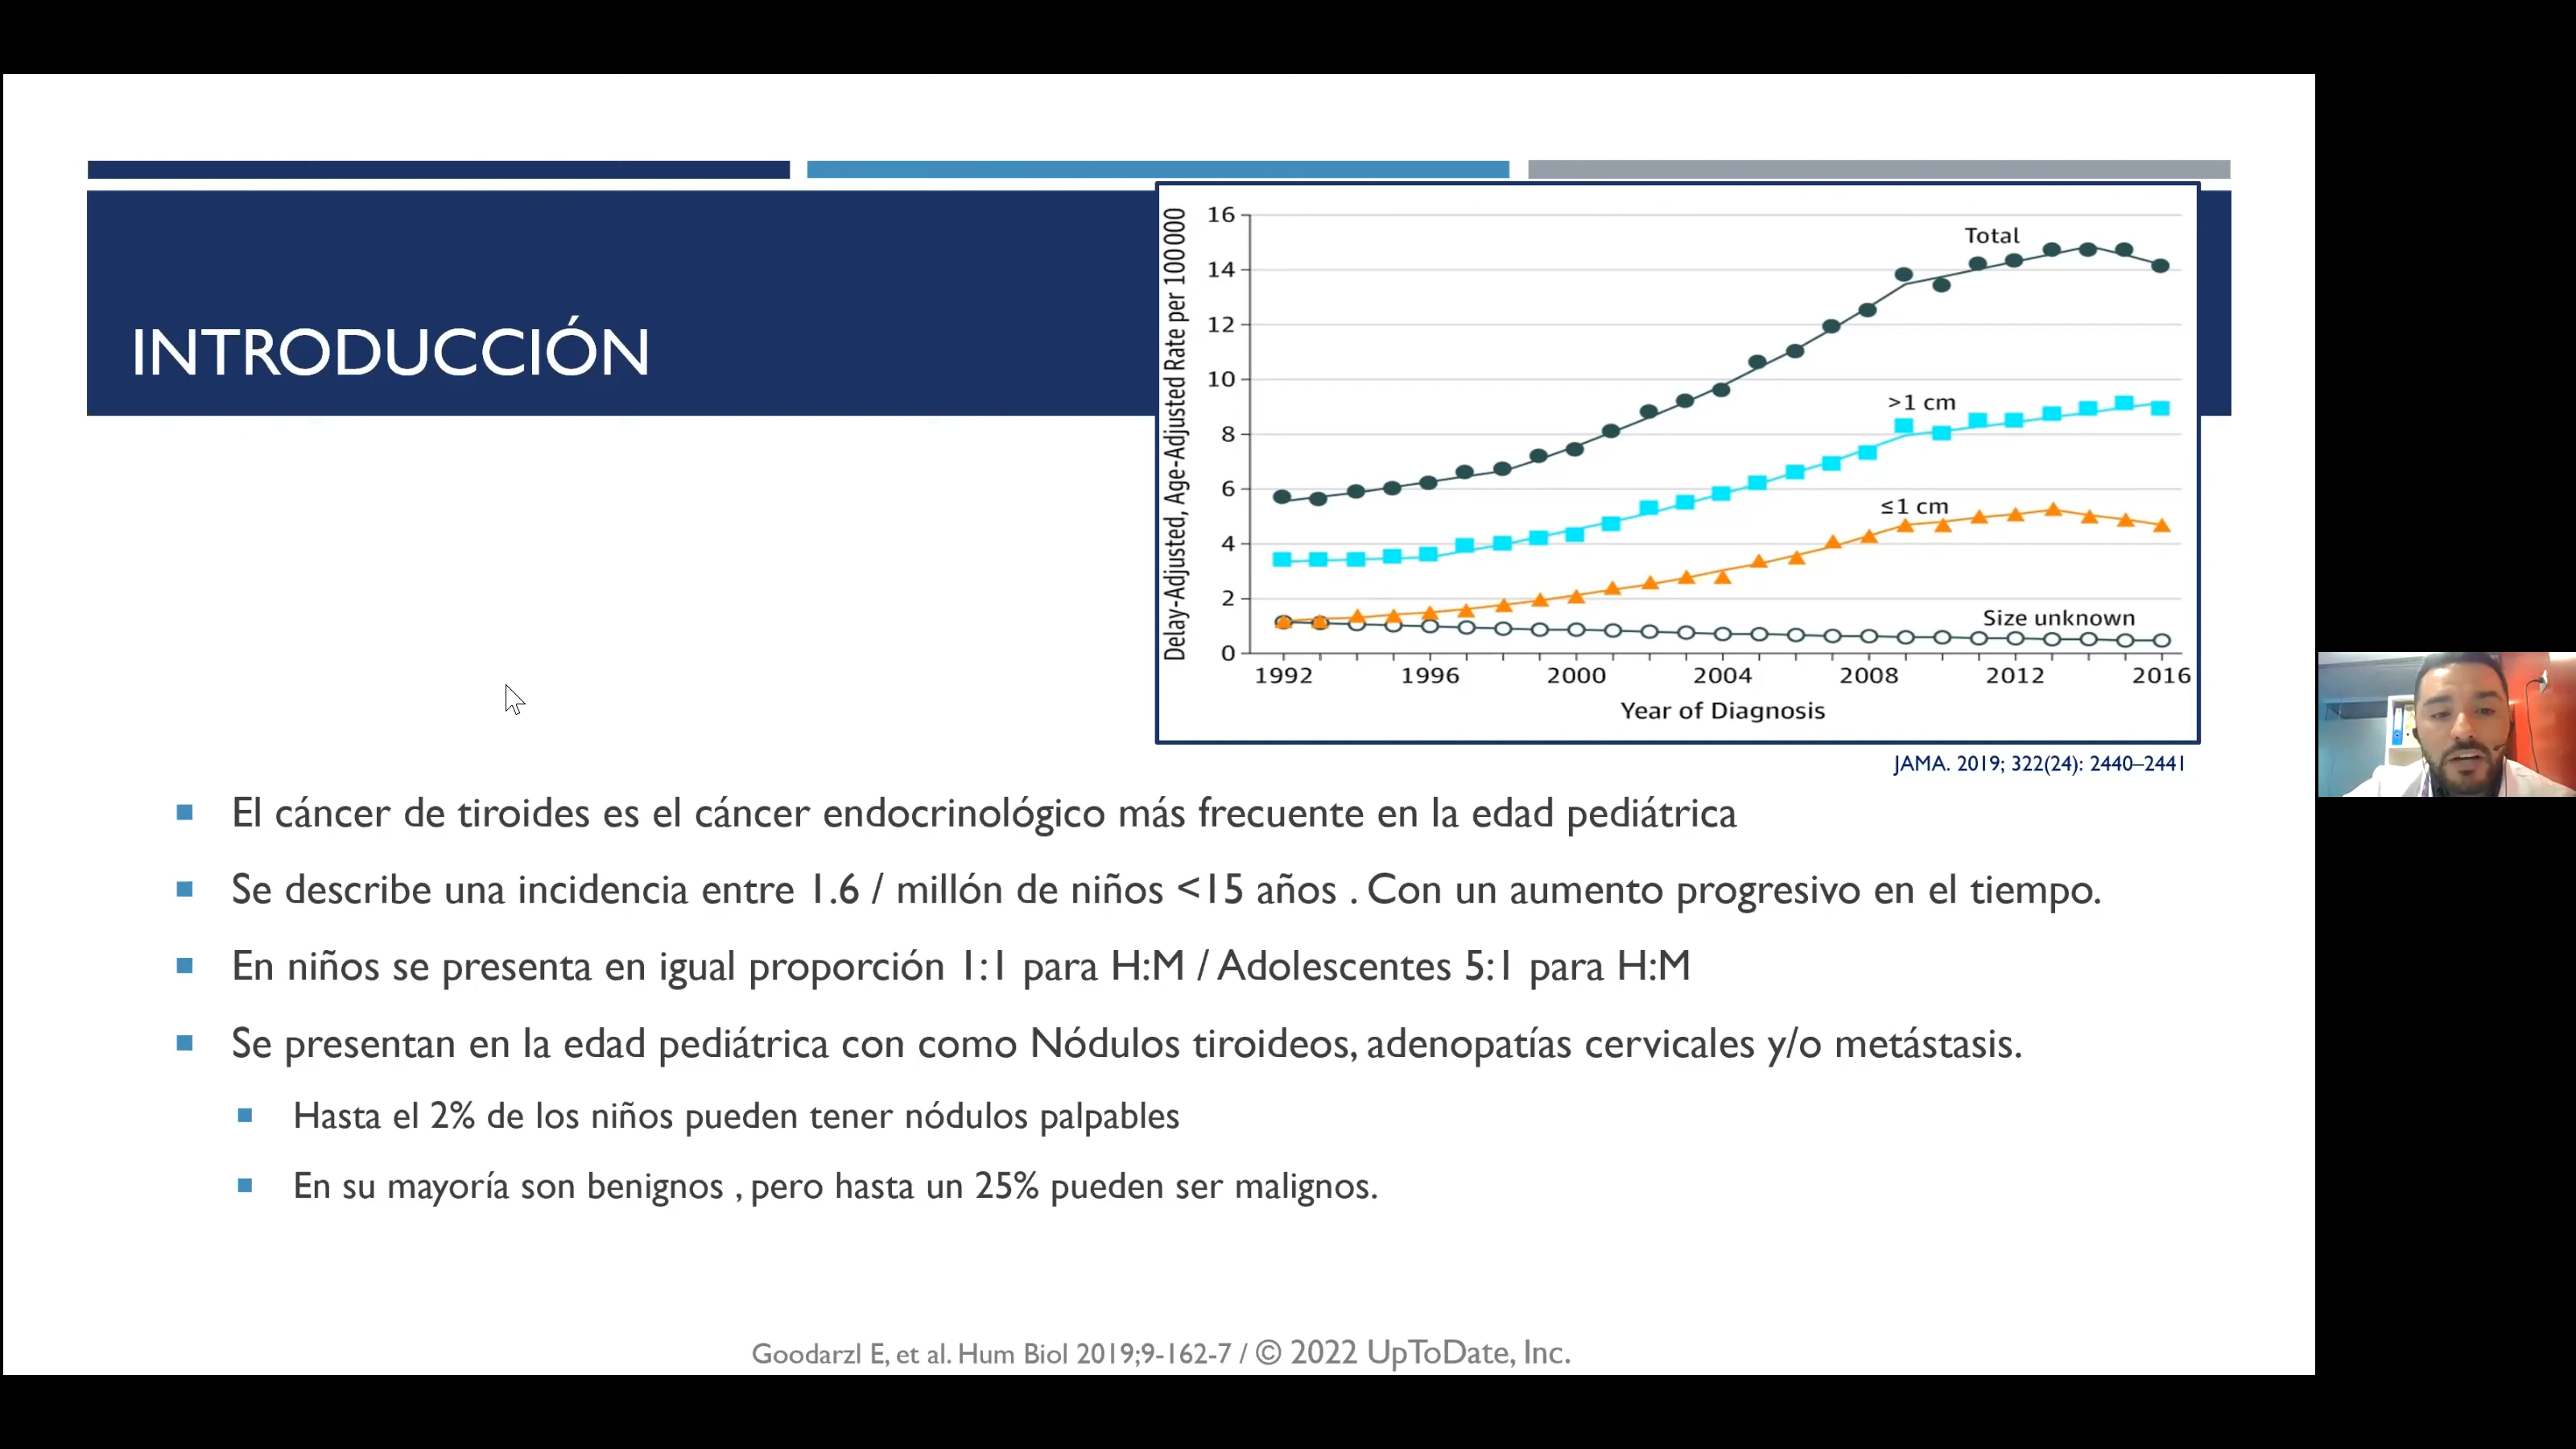 INTRODUCCIÓN
Delay-Adjusted, Age-Adjusted Rate per 100000
16
14
12
10
8
6
4
2
0
Total
>1 cm
≤1 cm
Size unknown
1992 1996 2000 2004 2008 2012 2016
Year of Diagnosis
JAMA. 2019; 322(24): 2440–2441
El cáncer de tiroides es el cáncer endocrinológico más frecuente en la edad pediátrica
Se describe una incidencia entre 1.6 / millón de niños <15 años . Con un aumento progresivo en el tiempo.
En niños se presenta en igual proporción 1:1 para H:M / Adolescentes 5:1 para H:M
Se presentan en la edad pediátrica con como Nódulos tiroideos, adenopatías cervicales y/o metástasis.
Hasta el 2% de los niños pueden tener nódulos palpables
En su mayoría son benignos , pero hasta un 25% pueden ser malignos.
Goodarzl E, et al. Hum Biol 2019;9-162-7 / © 2022 UpToDate, Inc.